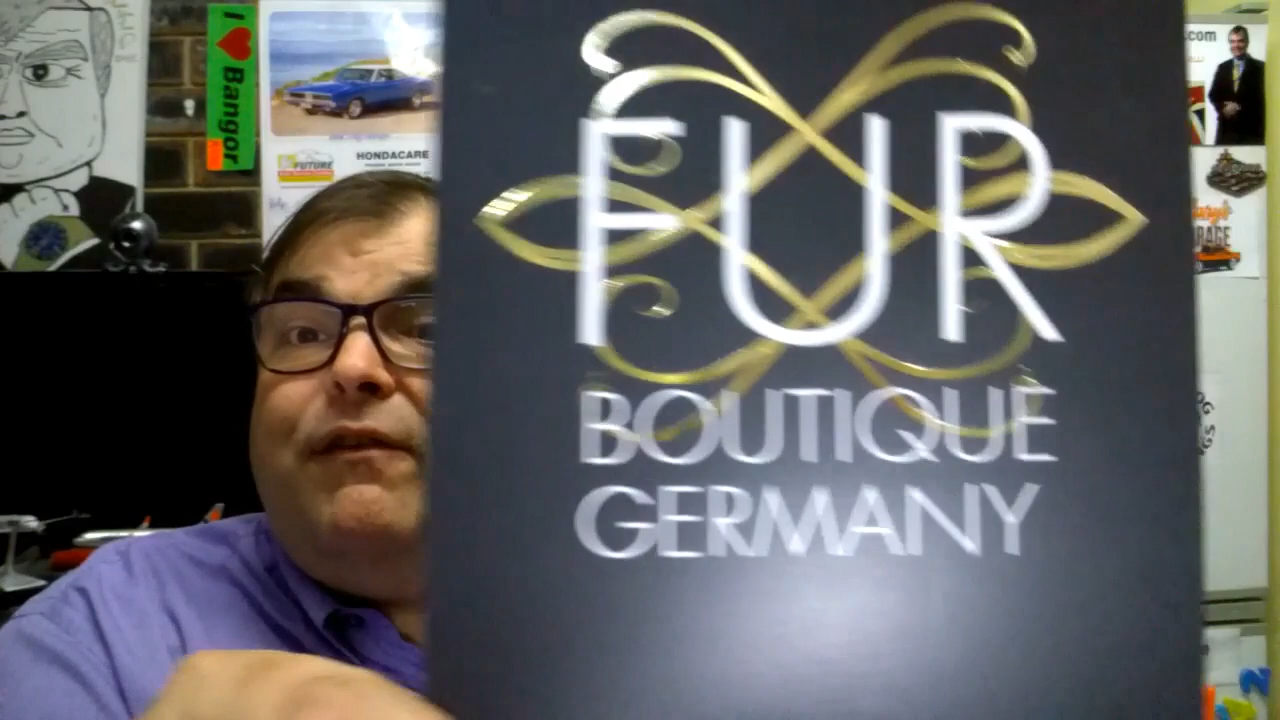 I ❤ Bangor
FUTURE
HONDACARE
.com
FUR
BOUTIQUE
GERMANY